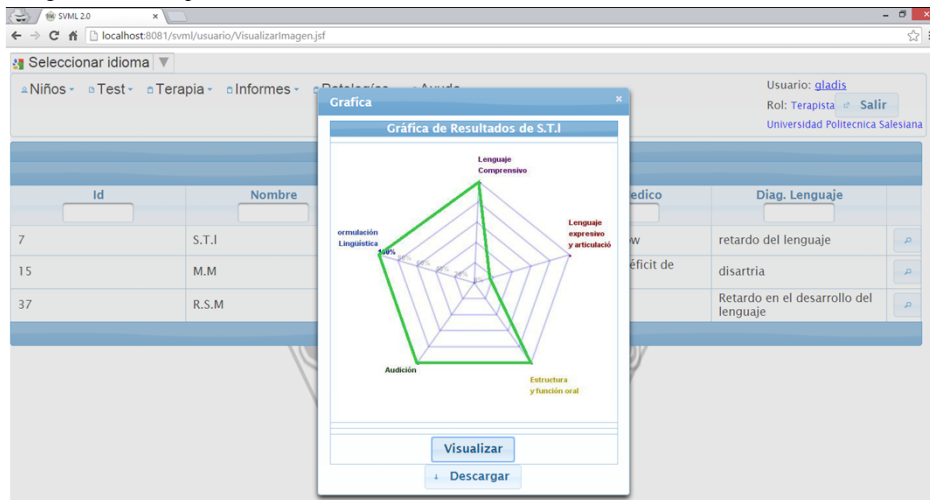 SVML 2.0
localhost:8081/svml/usuario/VisualizarImagen.jsf
Seleccionar idioma
Niños Test Terapia Informes
Usuario: gladis
Rol: Terapista
Salir
Universidad Politecnica Salesiana
Grafica
Gráfica de Resultados de S.T.I
Lenguaje
Comprensivo
Lenguaje
expresivo
y articulació
Estructura
y función oral
Audición
ormulación
Lingüística
100%
Id Nombre edico Diag. Lenguaje
7 S.T.I retardo del lenguaje
15 M.M éficit de disartria
37 R.S.M Retardo en el desarrollo del
lenguaje
Visualizar
Descargar